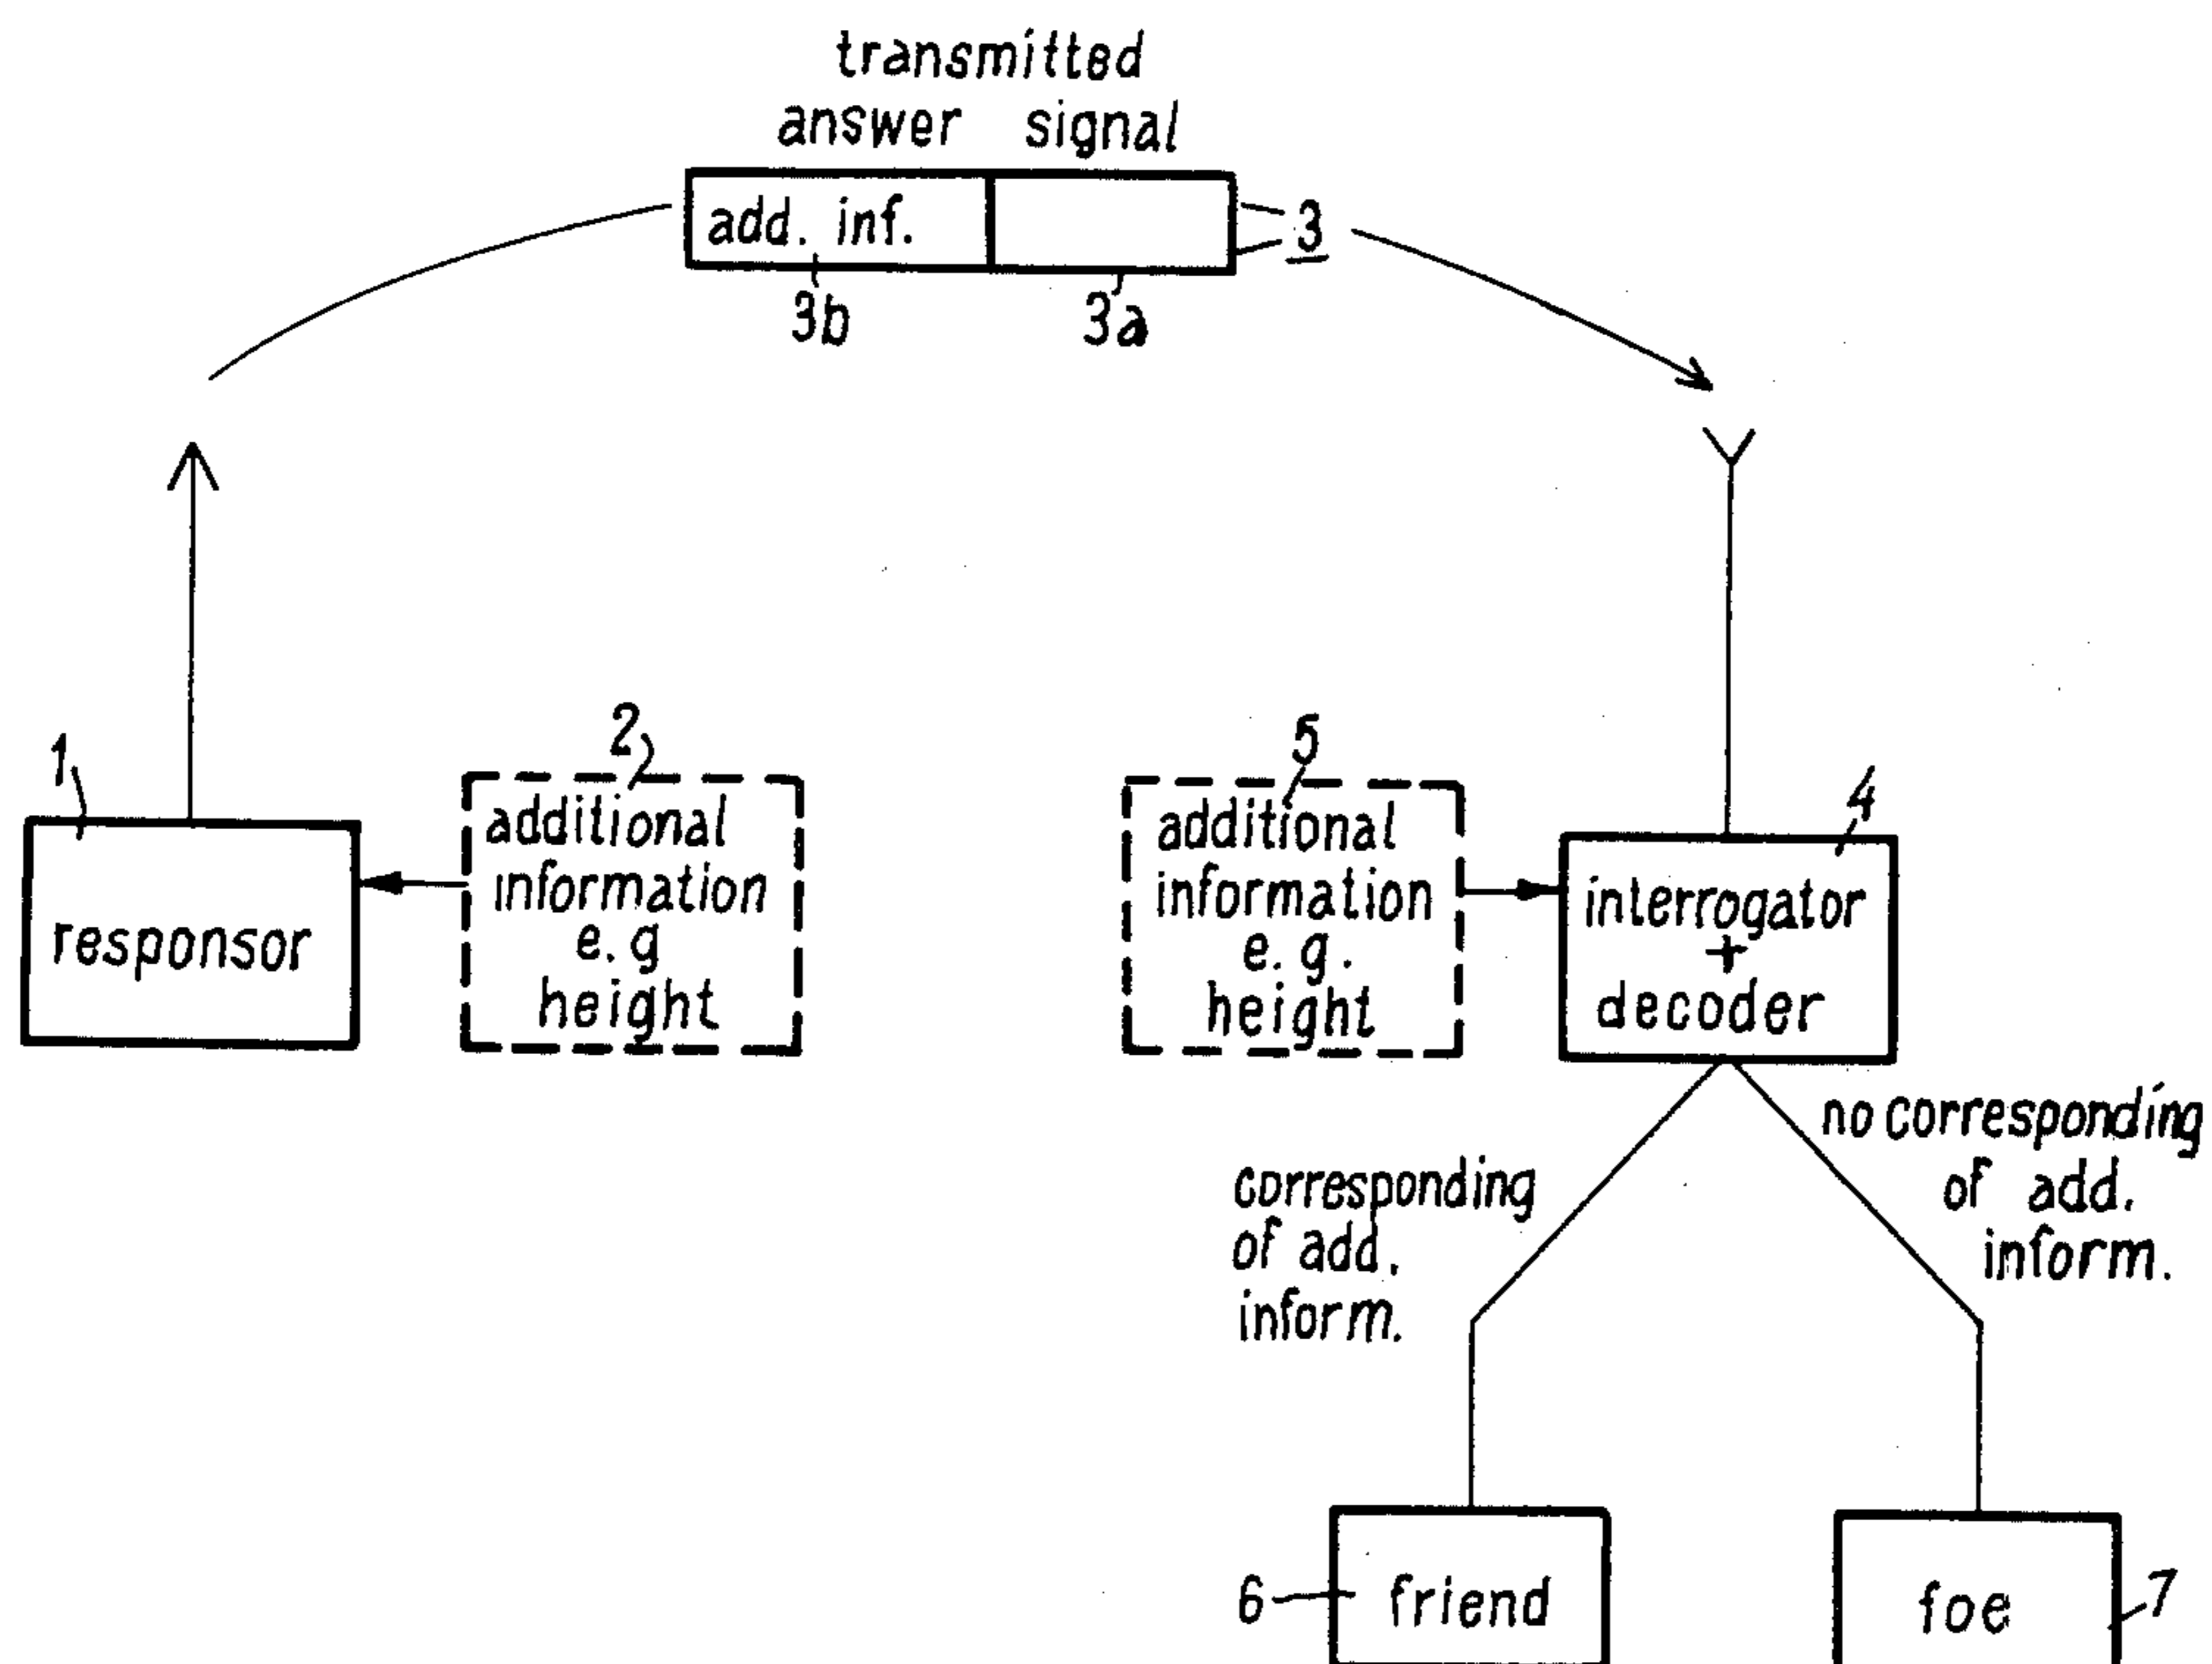 transmitted
answer signal
add. inf.
3
3b
3a
1
2
5
4
responsor
additional
information
e.g
height
additional
information
e.g.
height
interrogator
+
decoder
corresponding
of add.
inform.
no corresponding
of add.
inform.
6
friend
foe
7